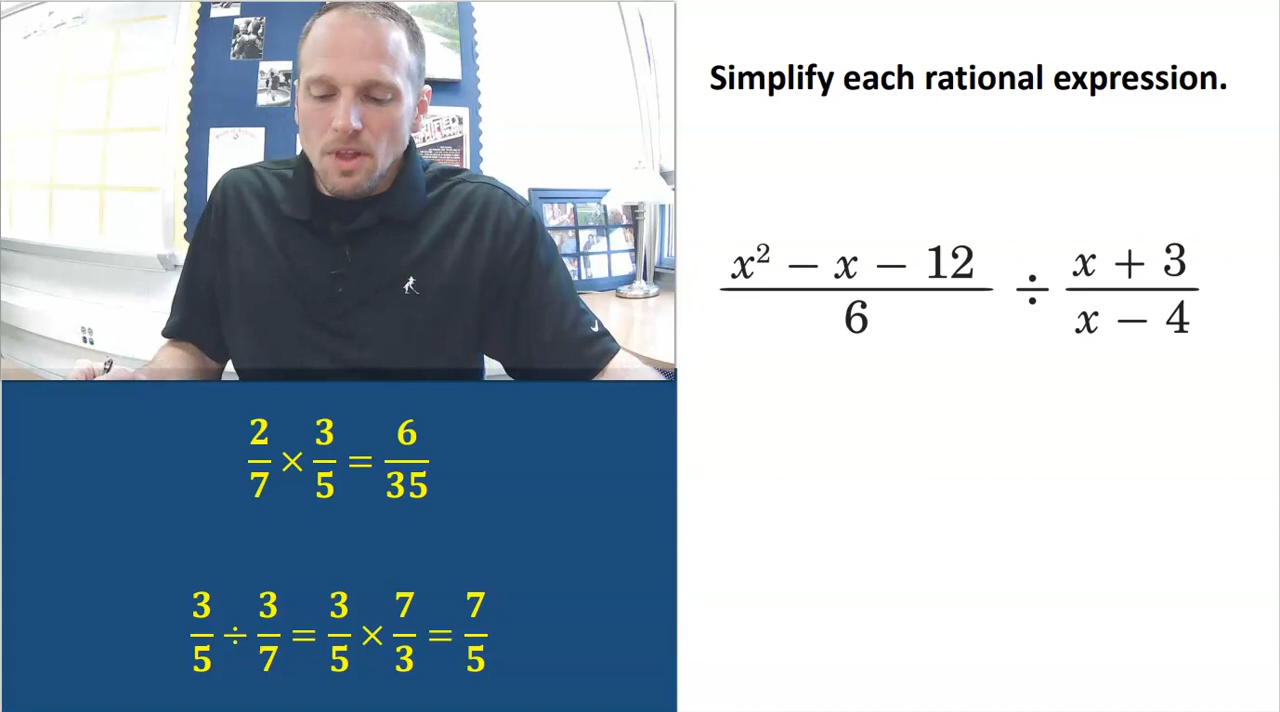 Simplify each rational expression.
x² − x − 12 / 6 ÷ x + 3 / x − 4
2/7 × 3/5 = 6/35
3/5 ÷ 3/7 = 3/5 × 7/3 = 7/5